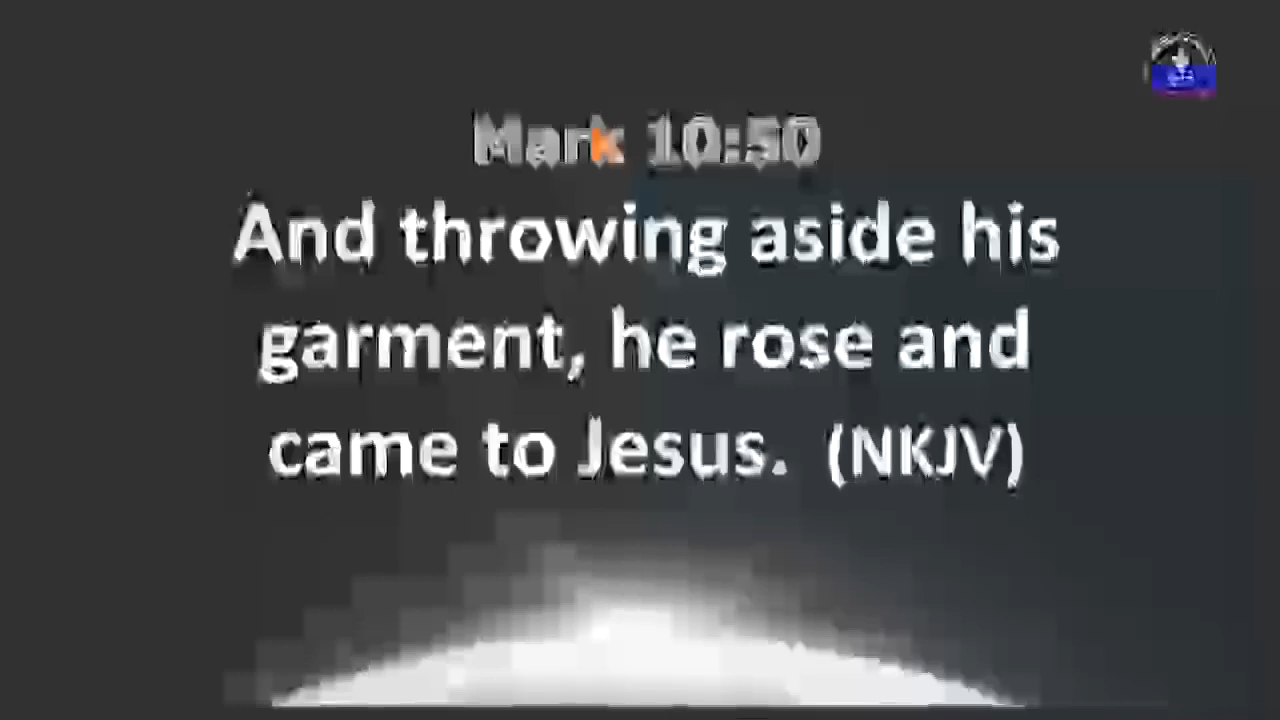 Mark 10:50
And throwing aside his
garment, he rose and
came to Jesus. (NKJV)